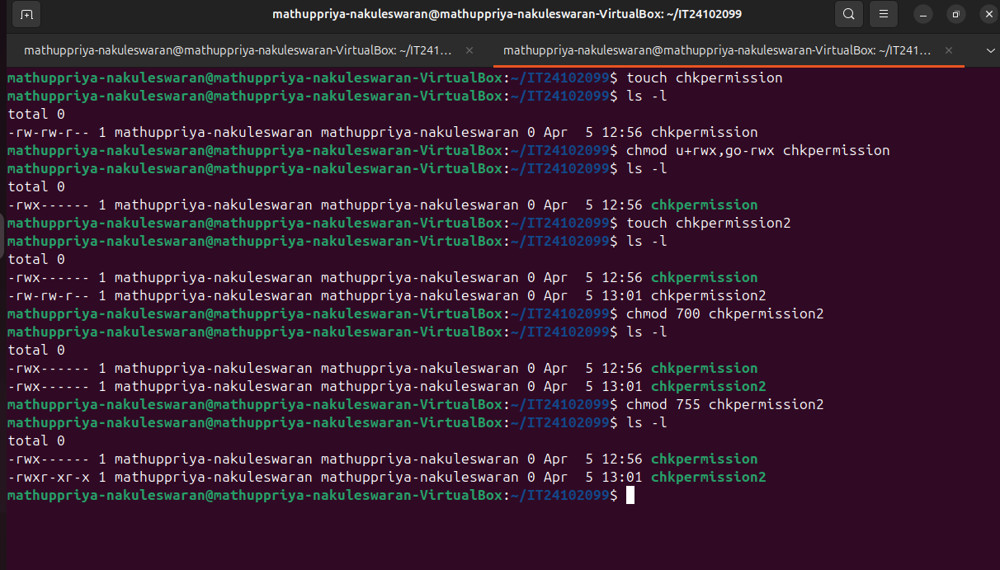 mathuppriya-nakuleswaran@mathuppriya-nakuleswaran-VirtualBox: ~/IT24102099
mathuppriya-nakuleswaran@mathuppriya-nakuleswaran-VirtualBox: ~/IT241... mathuppriya-nakuleswaran@mathuppriya-nakuleswaran-VirtualBox: ~/IT241...
mathuppriya-nakuleswaran@mathuppriya-nakuleswaran-VirtualBox:~/IT24102099$ touch chkpermission
mathuppriya-nakuleswaran@mathuppriya-nakuleswaran-VirtualBox:~/IT24102099$ ls -l
total 0
-rw-rw-r-- 1 mathuppriya-nakuleswaran mathuppriya-nakuleswaran 0 Apr  5 12:56 chkpermission
mathuppriya-nakuleswaran@mathuppriya-nakuleswaran-VirtualBox:~/IT24102099$ chmod u+rwx,go-rwx chkpermission
mathuppriya-nakuleswaran@mathuppriya-nakuleswaran-VirtualBox:~/IT24102099$ ls -l
total 0
-rwx------ 1 mathuppriya-nakuleswaran mathuppriya-nakuleswaran 0 Apr  5 12:56 chkpermission
mathuppriya-nakuleswaran@mathuppriya-nakuleswaran-VirtualBox:~/IT24102099$ touch chkpermission2
mathuppriya-nakuleswaran@mathuppriya-nakuleswaran-VirtualBox:~/IT24102099$ ls -l
total 0
-rwx------ 1 mathuppriya-nakuleswaran mathuppriya-nakuleswaran 0 Apr  5 12:56 chkpermission
-rw-rw-r-- 1 mathuppriya-nakuleswaran mathuppriya-nakuleswaran 0 Apr  5 13:01 chkpermission2
mathuppriya-nakuleswaran@mathuppriya-nakuleswaran-VirtualBox:~/IT24102099$ chmod 700 chkpermission2
mathuppriya-nakuleswaran@mathuppriya-nakuleswaran-VirtualBox:~/IT24102099$ ls -l
total 0
-rwx------ 1 mathuppriya-nakuleswaran mathuppriya-nakuleswaran 0 Apr  5 12:56 chkpermission
-rwx------ 1 mathuppriya-nakuleswaran mathuppriya-nakuleswaran 0 Apr  5 13:01 chkpermission2
mathuppriya-nakuleswaran@mathuppriya-nakuleswaran-VirtualBox:~/IT24102099$ chmod 755 chkpermission2
mathuppriya-nakuleswaran@mathuppriya-nakuleswaran-VirtualBox:~/IT24102099$ ls -l
total 0
-rwx------ 1 mathuppriya-nakuleswaran mathuppriya-nakuleswaran 0 Apr  5 12:56 chkpermission
-rwxr-xr-x 1 mathuppriya-nakuleswaran mathuppriya-nakuleswaran 0 Apr  5 13:01 chkpermission2
mathuppriya-nakuleswaran@mathuppriya-nakuleswaran-VirtualBox:~/IT24102099$